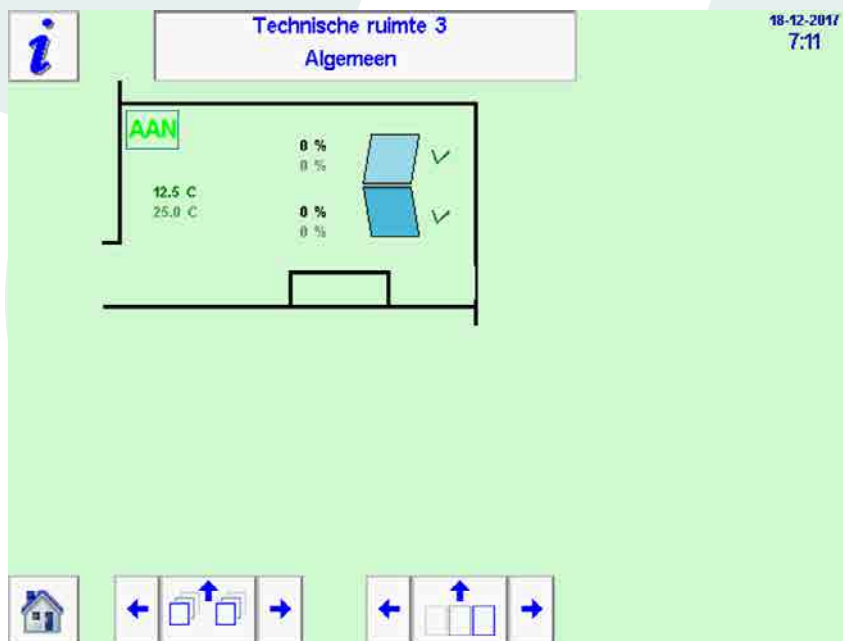 i
Technische ruimte 3
Algemeen
18-12-2017
7:11
AAN
0 %
0 %
12.5 C
25.0 C
0 %
0 %